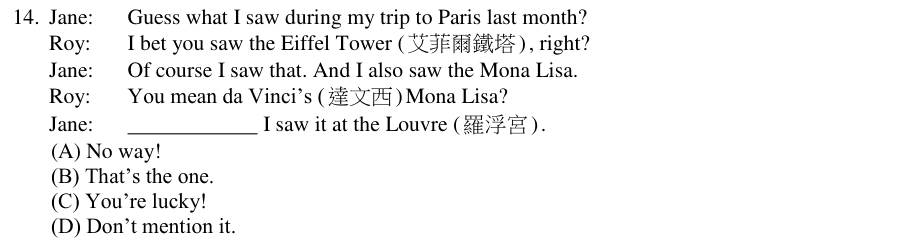 14. Jane: Guess what I saw during my trip to Paris last month?
Roy: I bet you saw the Eiffel Tower (艾菲爾鐵塔), right?
Jane: Of course I saw that. And I also saw the Mona Lisa.
Roy: You mean da Vinci's (達文西) Mona Lisa?
Jane: ____________ I saw it at the Louvre (羅浮宮).
(A) No way!
(B) That's the one.
(C) You're lucky!
(D) Don't mention it.